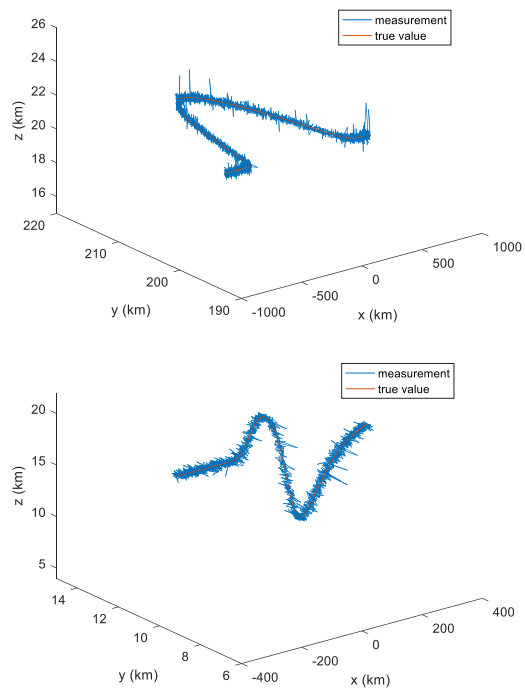 measurement
true value
26
24
22
20
18
16
z (km)
220
210
200
190
y (km)
-1000
-500
0
500
1000
x (km)
measurement
true value
20
15
10
5
z (km)
14
12
10
8
6
y (km)
-400
-200
0
200
400
x (km)